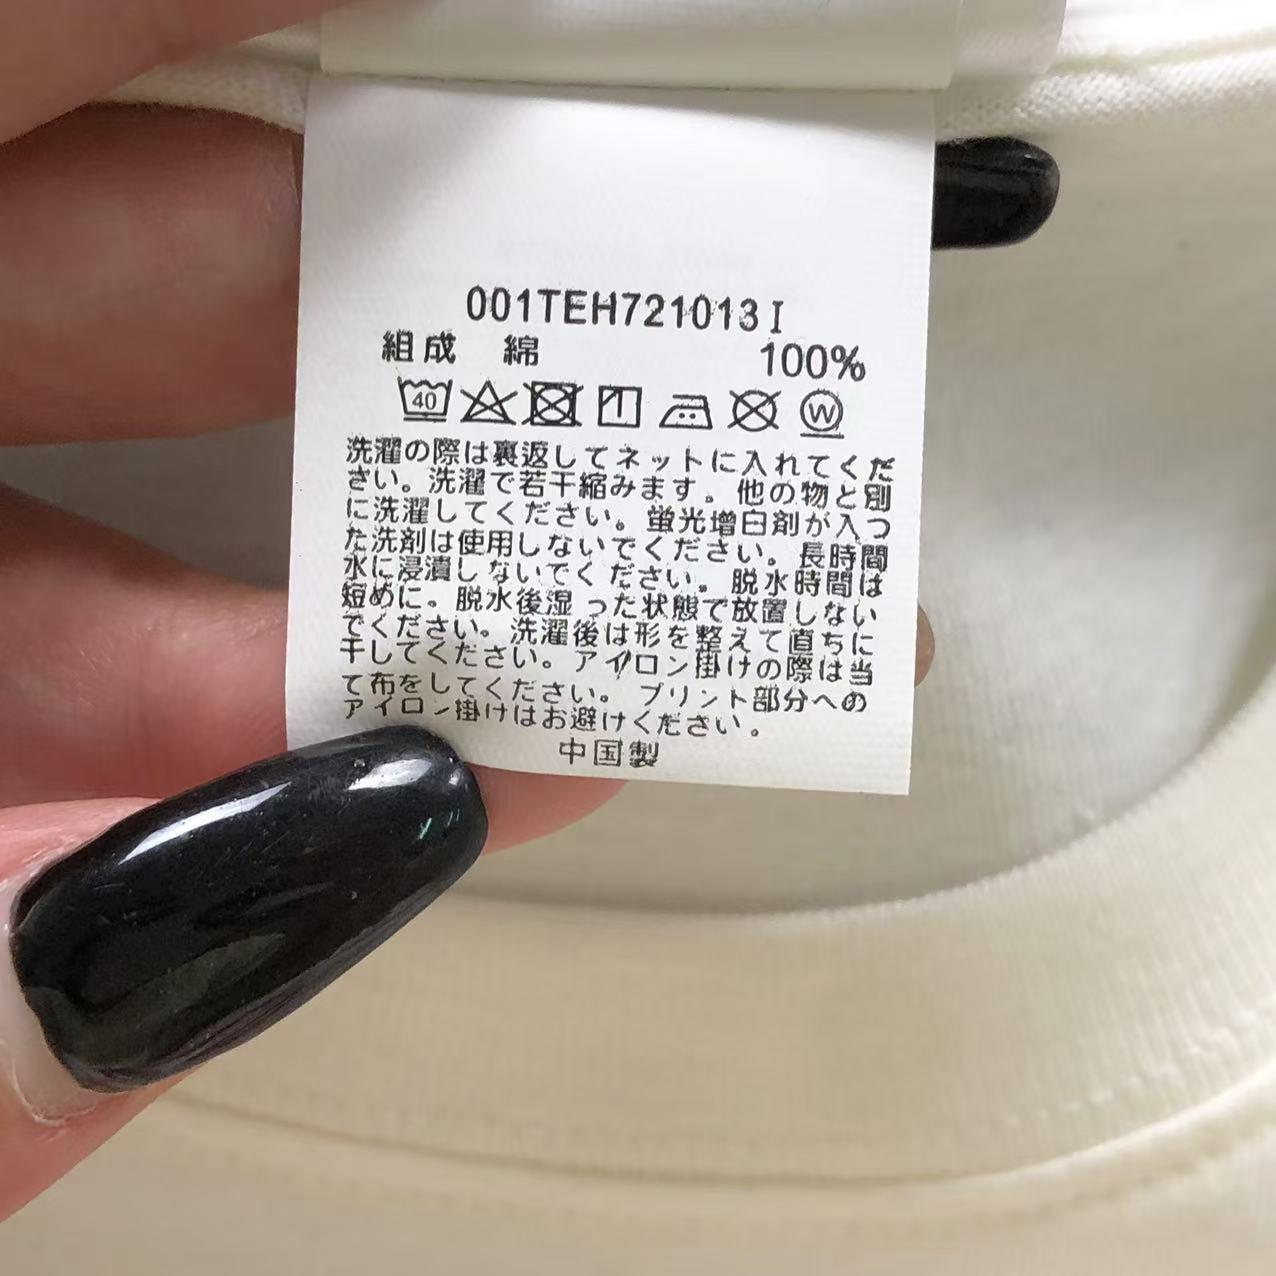 001TEH721013I
組成 綿 100%
40
W
洗濯の際は裏返してネットに入れてくだ
さい。洗濯で若干縮みます。他の物と別
に洗濯してください。蛍光増白剤が入つ
た洗剤は使用しないでください。長時間
水に浸漬しないでください。脱水時間は
短めに。脱水後湿った状態で放置しない
でください。洗濯後は形を整えて直ちに
干してください。アイロン掛けの際は当
て布をしてください。プリント部分への
アイロン掛けはお避けください。
中国製